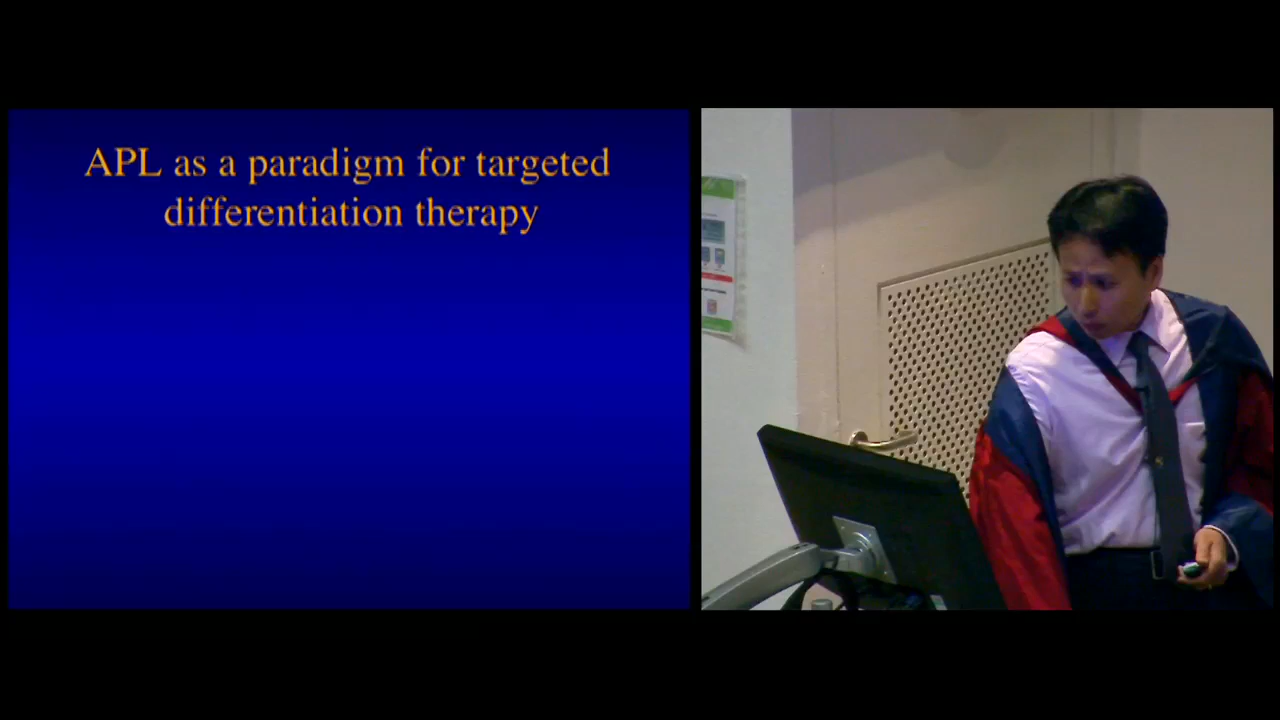 APL as a paradigm for targeted
differentiation therapy